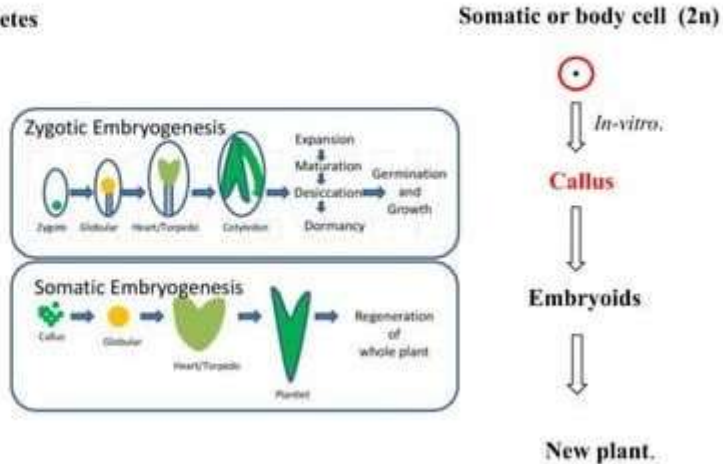 etes
Somatic or body cell (2n)
In-vitro.
Callus
Embryoids
New plant.
Zygotic Embryogenesis
Zygote
Globular
Heart/Torpedo
Cotyledon
Expansion
Maturation
Desiccation
Dormancy
Germination
and
Growth
Somatic Embryogenesis
Callus
Globular
Heart/Torpedo
Plantlet
Regeneration
of
whole plant